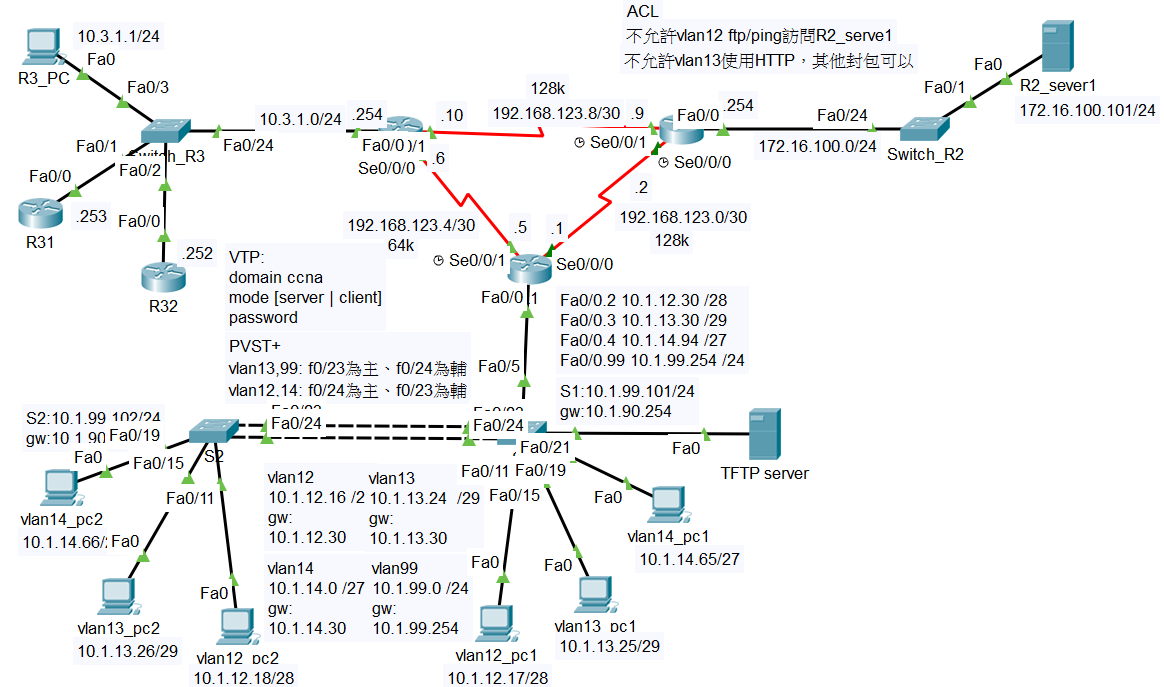 ACL
不允許vlan12 ftp/ping訪問R2_serve1
不允許vlan13使用HTTP，其他封包可以
10.3.1.1/24
Fa0
R3_PC
Fa0/3
Fa0
R2_sever1
Fa0/1
172.16.100.101/24
128k
192.168.123.8/30
.9
.254
Fa0/0
Fa0/24
Switch_R2
172.16.100.0/24
Se0/0/1
Se0/0/0
10.3.1.0/24
.254
.10
Fa0/0
Se0/0/0
.6
Fa0/1
Switch_R3
Fa0/24
Fa0/2
Fa0/0
.253
R31
Fa0/0
.252
R32
.2
192.168.123.0/30
128k
192.168.123.4/30
64k
.5
.1
Se0/0/1
Se0/0/0
Fa0/0
VTP:
domain ccna
mode [server | client]
password
PVST+
vlan13,99: f0/23為主、f0/24為輔
vlan12,14: f0/24為主、f0/23為輔
Fa0/0.2 10.1.12.30 /28
Fa0/0.3 10.1.13.30 /29
Fa0/0.4 10.1.14.94 /27
Fa0/0.99 10.1.99.254 /24
Fa0/5
S1:10.1.99.101/24
gw:10.1.90.254
S2:10.1.99.102/24
gw:10.1.90
Fa0/19
Fa0/24
Fa0/24
S2
Fa0/21
Fa0
TFTP server
Fa0
Fa0/15
Fa0/11
vlan14_pc2
10.1.14.66/
Fa0
Fa0/11
Fa0/19
Fa0/15
Fa0
vlan14_pc1
10.1.14.65/27
vlan12
10.1.12.16 /2
gw:
10.1.12.30
vlan13
10.1.13.24 /29
gw:
10.1.13.30
vlan14
10.1.14.0 /27
gw:
10.1.14.30
vlan99
10.1.99.0 /24
gw:
10.1.99.254
Fa0
vlan13_pc2
10.1.13.26/29
vlan12_pc2
10.1.12.18/28
Fa0
vlan12_pc1
10.1.12.17/28
Fa0
vlan13_pc1
10.1.13.25/29